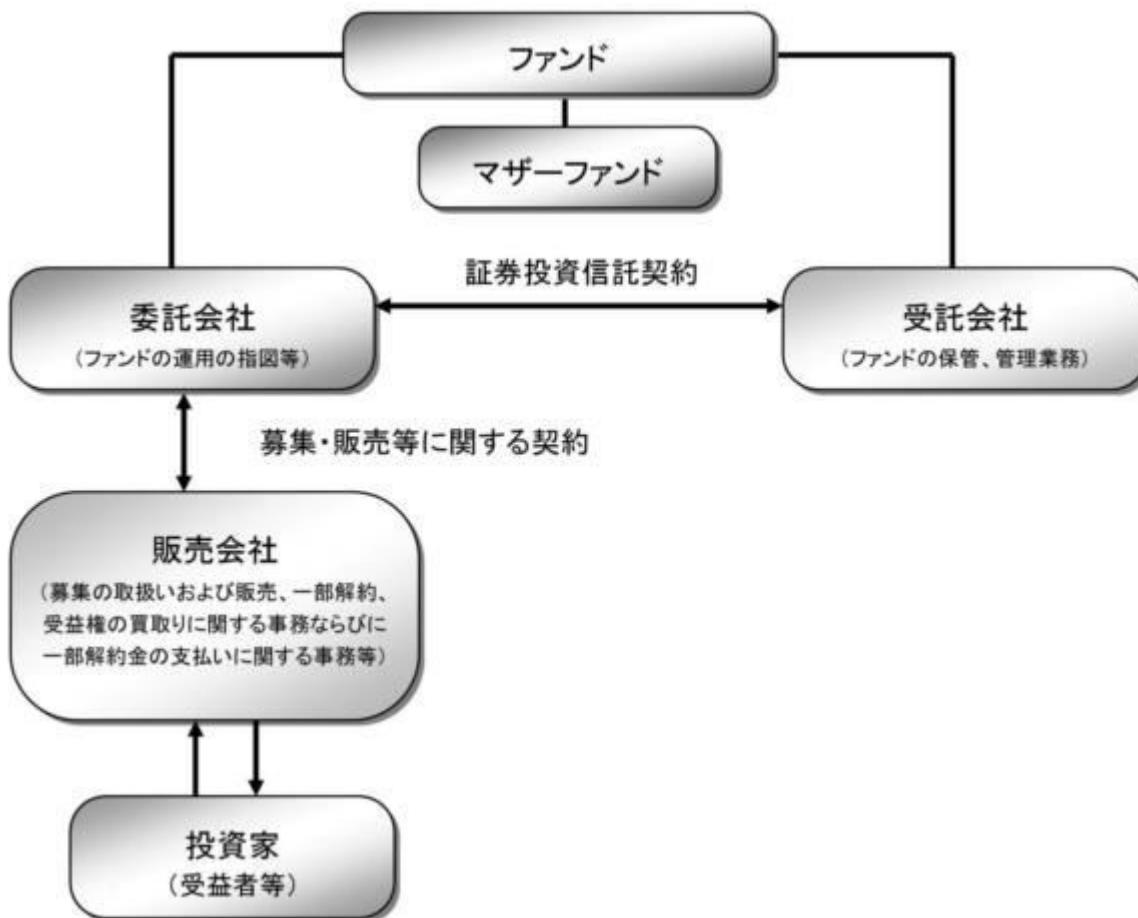 ファンド
マザーファンド
証券投資信託契約
委託会社
(ファンドの運用の指図等)
受託会社
(ファンドの保管、管理業務)
募集・販売等に関する契約
販売会社
(募集の取扱いおよび販売、一部解約、
受益権の買取りに関する事務ならびに
一部解約金の支払いに関する事務等)
投資家
(受益者等)